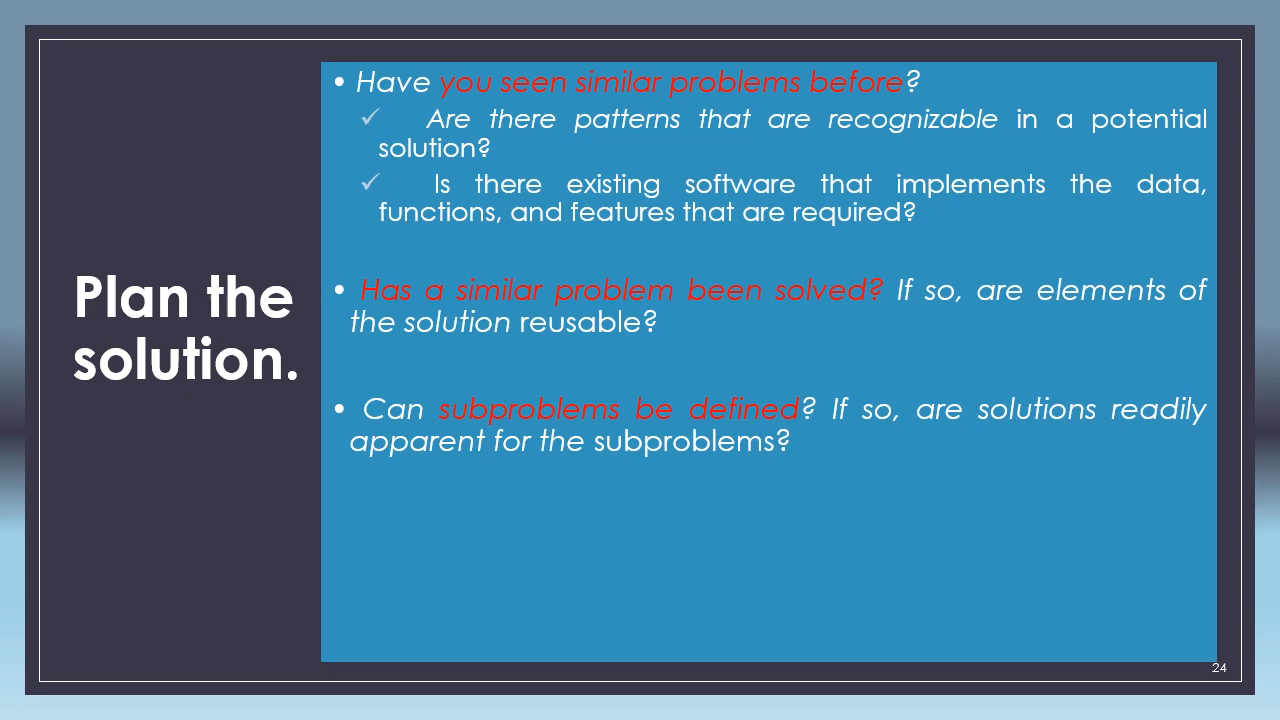 Plan the
solution.
• Have you seen similar problems before?
✓ Are there patterns that are recognizable in a potential
solution?
✓ Is there existing software that implements the data,
functions, and features that are required?
• Has a similar problem been solved? If so, are elements of
the solution reusable?
• Can subproblems be defined? If so, are solutions readily
apparent for the subproblems?
24